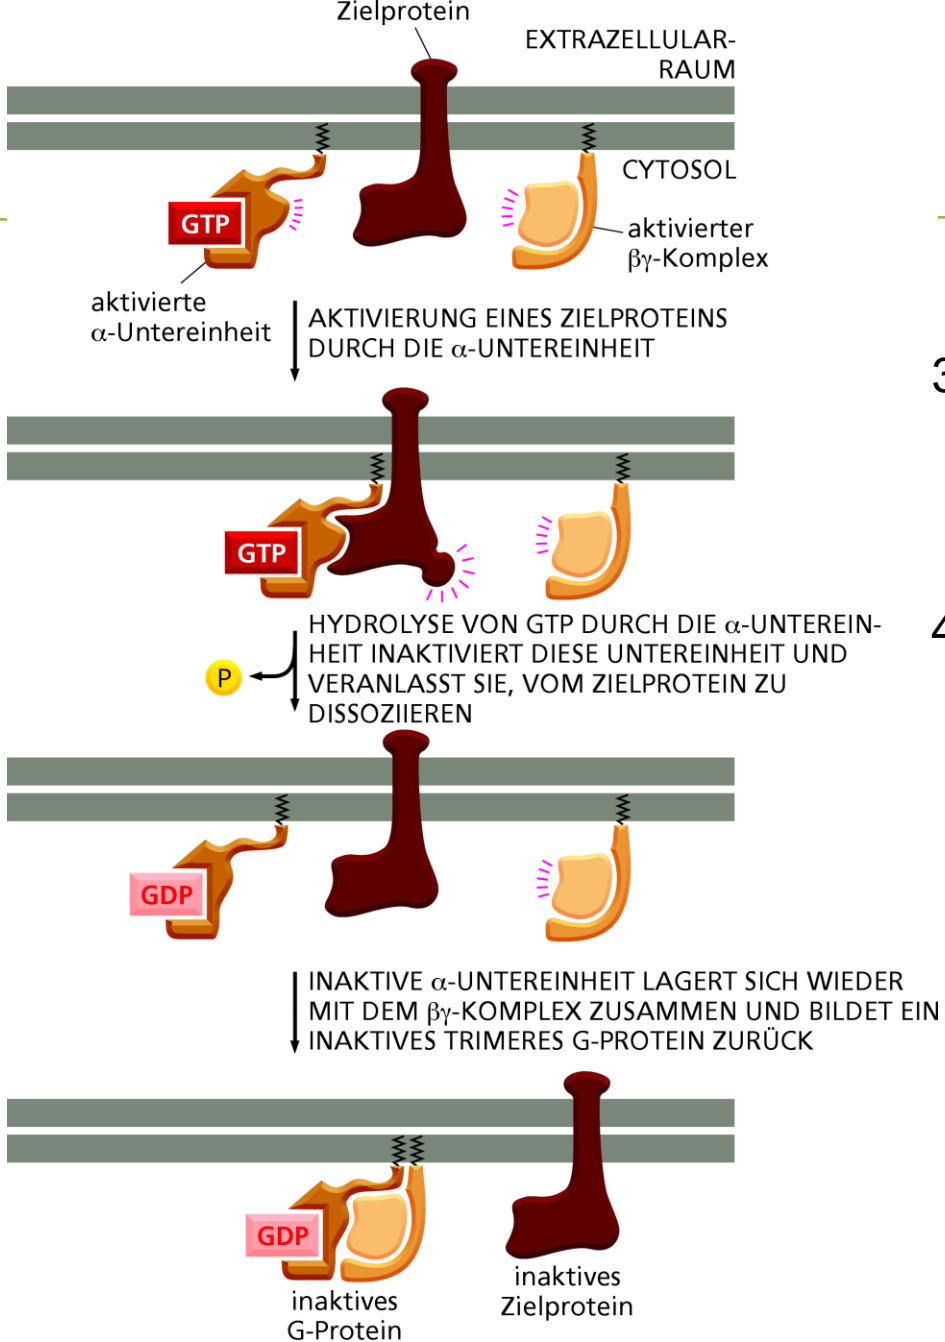 Zielprotein
EXTRAZELLULAR-
RAUM
CYTOSOL
GTP
aktivierter
βγ-Komplex
aktivierte
α-Untereinheit
AKTIVIERUNG EINES ZIELPROTEINS
DURCH DIE α-UNTEREINHEIT
3
GTP
HYDROLYSE VON GTP DURCH DIE α-UNTEREIN-
HEIT INAKTIVIERT DIESE UNTEREINHEIT UND
VERANLASST SIE, VOM ZIELPROTEIN ZU
DISSOZIIEREN
4
P
GDP
INAKTIVE α-UNTEREINHEIT LAGERT SICH WIEDER
MIT DEM βγ-KOMPLEX ZUSAMMEN UND BILDET EIN
INAKTIVES TRIMERES G-PROTEIN ZURÜCK
GDP
inaktives
G-Protein
inaktives
Zielprotein